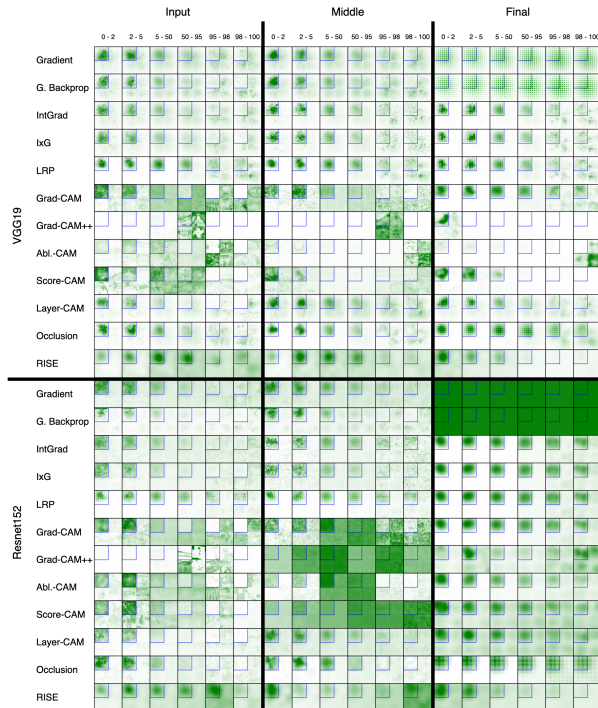 Input Middle Final
0 - 2 2 - 5 5 - 50 50 - 95 95 - 98 98 - 100 0 - 2 2 - 5 5 - 50 50 - 95 95 - 98 98 - 100 0 - 2 2 - 5 5 - 50 50 - 95 95 - 98 98 - 100
VGG19
Gradient
G. Backprop
IntGrad
IxG
LRP
Grad-CAM
Grad-CAM++
Abl.-CAM
Score-CAM
Layer-CAM
Occlusion
RISE
Resnet152
Gradient
G. Backprop
IntGrad
IxG
LRP
Grad-CAM
Grad-CAM++
Abl.-CAM
Score-CAM
Layer-CAM
Occlusion
RISE